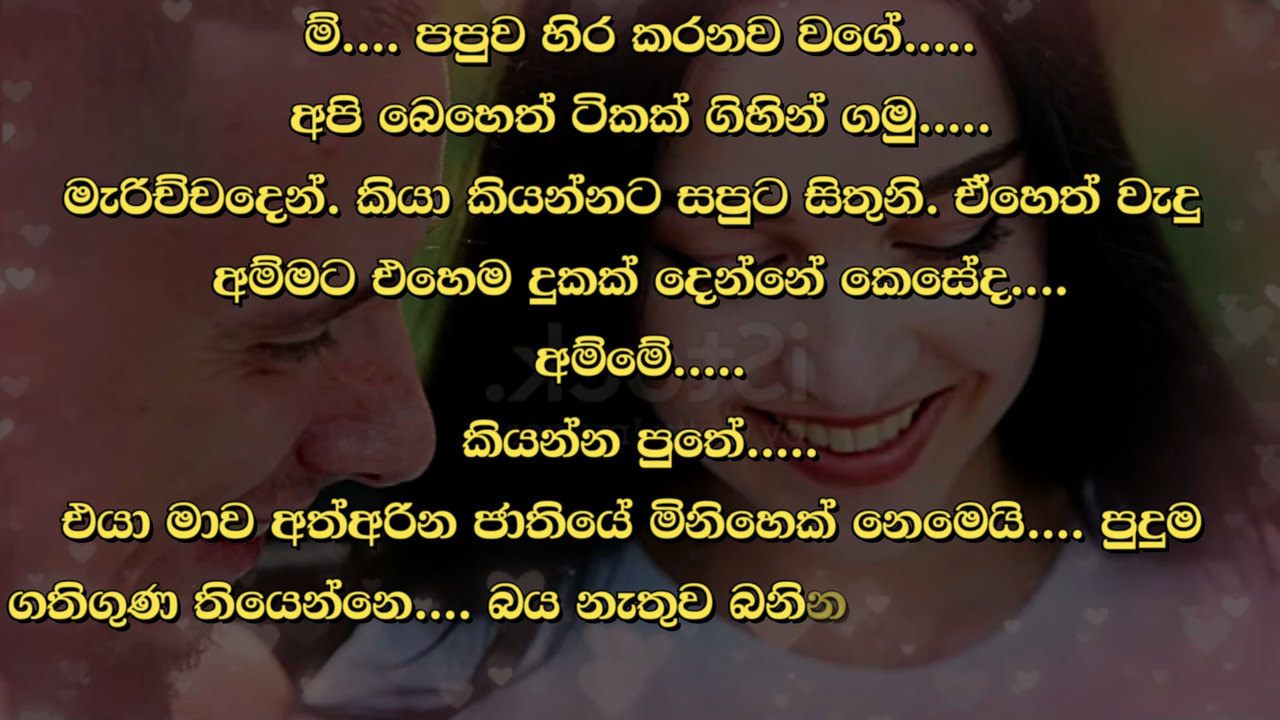 ම්.... පපුව හිර කරනව වගේ.....
අපි බෙහෙත් ටිකක් ගිහින් ගමු.....
මැරිච්චදෙන්. කියා කියන්නට සපුට සිතුනි. ඒහෙත් වැදු
අම්මට එහෙම දුකක් දෙන්නේ කෙසේද....
අම්මේ.....
කියන්න පුතේ.....
එයා මාව අත්අරින ජාතියේ මිනිහෙක් නෙමෙයි.... පුදුම
ගතිගුණ තියෙන්නෙ.... බය නැතුව බනින
iStock.